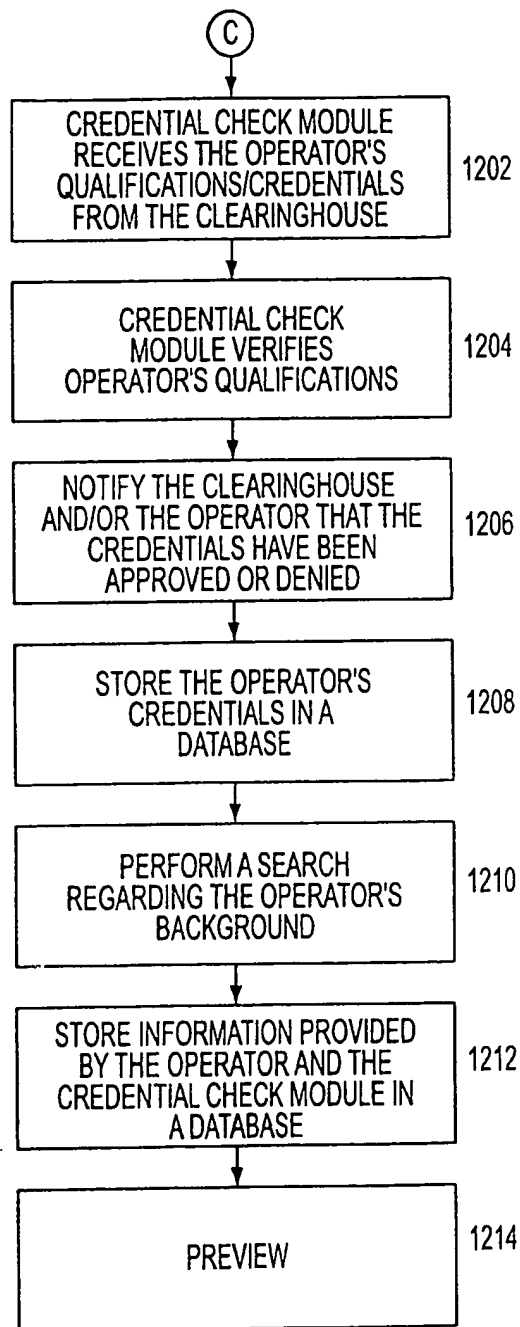 C
CREDENTIAL CHECK MODULE
RECEIVES THE OPERATOR'S
QUALIFICATIONS/CREDENTIALS
FROM THE CLEARINGHOUSE
1202
CREDENTIAL CHECK
MODULE VERIFIES
OPERATOR'S QUALIFICATIONS
1204
NOTIFY THE CLEARINGHOUSE
AND/OR THE OPERATOR THAT THE
CREDENTIALS HAVE BEEN
APPROVED OR DENIED
1206
STORE THE OPERATOR'S
CREDENTIALS IN A
DATABASE
1208
PERFORM A SEARCH
REGARDING THE OPERATOR'S
BACKGROUND
1210
STORE INFORMATION PROVIDED
BY THE OPERATOR AND THE
CREDENTIAL CHECK MODULE IN
A DATABASE
1212
PREVIEW
1214